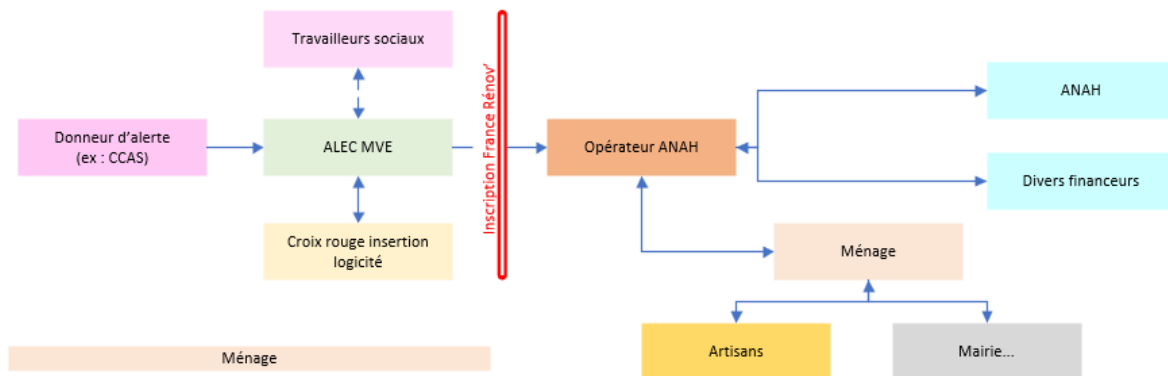 Travailleurs sociaux
Donneur d'alerte
(ex : CCAS)
ALEC MVE
Croix rouge insertion
logicité
Inscription France Rénov'
Opérateur ANAH
ANAH
Divers financeurs
Ménage
Artisans
Mairie...
Ménage